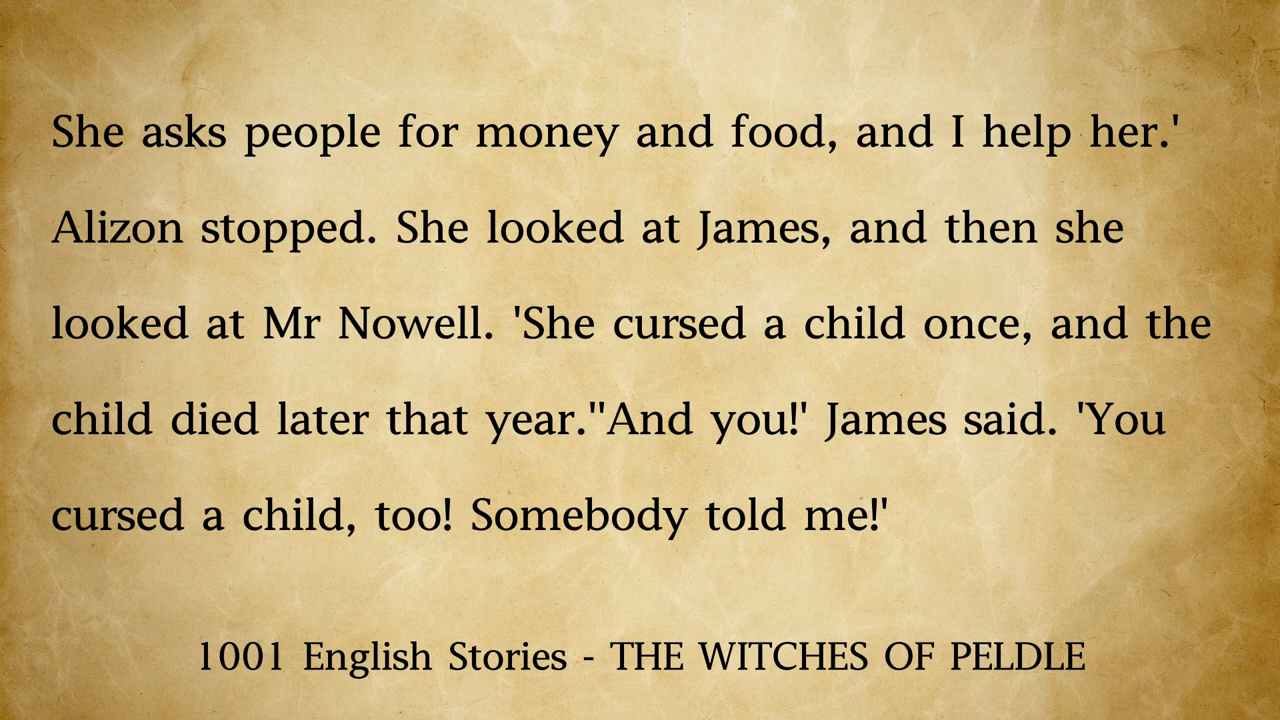 She asks people for money and food, and I help her.'
Alizon stopped. She looked at James, and then she
looked at Mr Nowell. 'She cursed a child once, and the
child died later that year.''And you!' James said. 'You
cursed a child, too! Somebody told me!'
1001 English Stories - THE WITCHES OF PELDLE